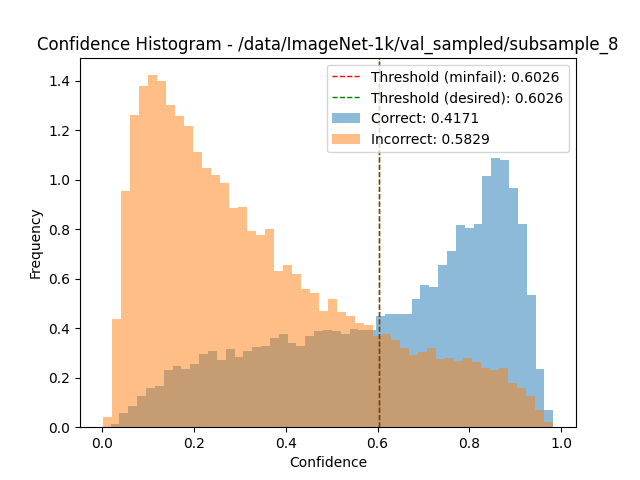 Confidence Histogram - /data/ImageNet-1k/val_sampled/subsample_8
Threshold (minfail): 0.6026
Threshold (desired): 0.6026
Correct: 0.4171
Incorrect: 0.5829
Frequency
1.4
1.2
1.0
0.8
0.6
0.4
0.2
0.0
0.0 0.2 0.4 0.6 0.8 1.0
Confidence